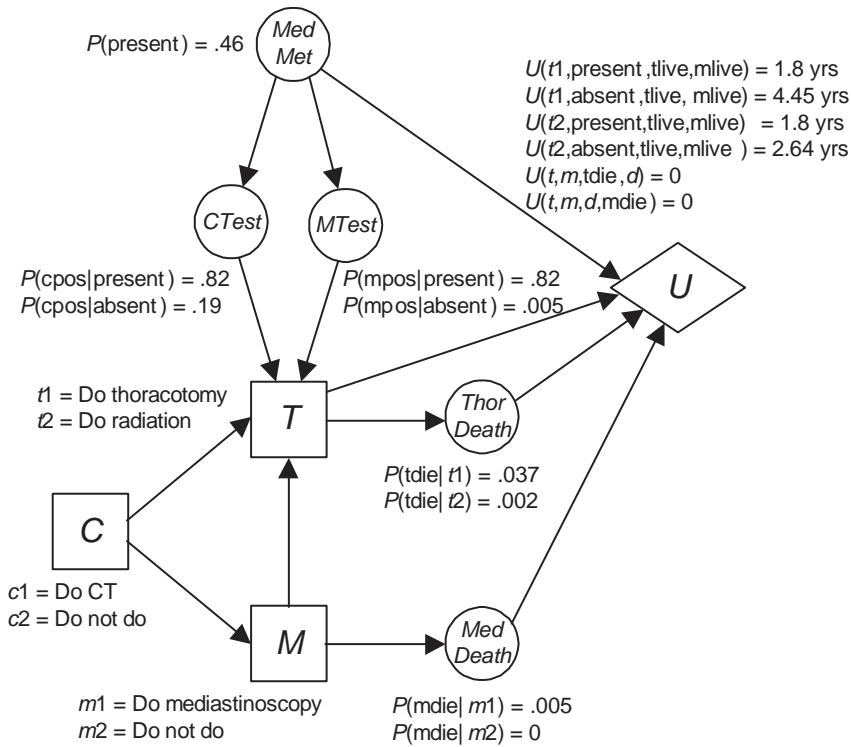 P(present) = .46
Med
Met
U(t1,present,tlive,mlive) = 1.8 yrs
U(t1,absent,tlive, mlive) = 4.45 yrs
U(t2,present,tlive,mlive) = 1.8 yrs
U(t2,absent,tlive,mlive ) = 2.64 yrs
U(t,m,tdie,d) = 0
U(t,m,d,mdie) = 0
CTest
MTest
P(cpos|present) = .82
P(cpos|absent) = .19
P(mpos|present) = .82
P(mpos|absent) = .005
U
t1 = Do thoracotomy
t2 = Do radiation
T
Thor
Death
P(tdie| t1) = .037
P(tdie| t2) = .002
C
c1 = Do CT
c2 = Do not do
M
Med
Death
m1 = Do mediastinoscopy
m2 = Do not do
P(mdie| m1) = .005
P(mdie| m2) = 0